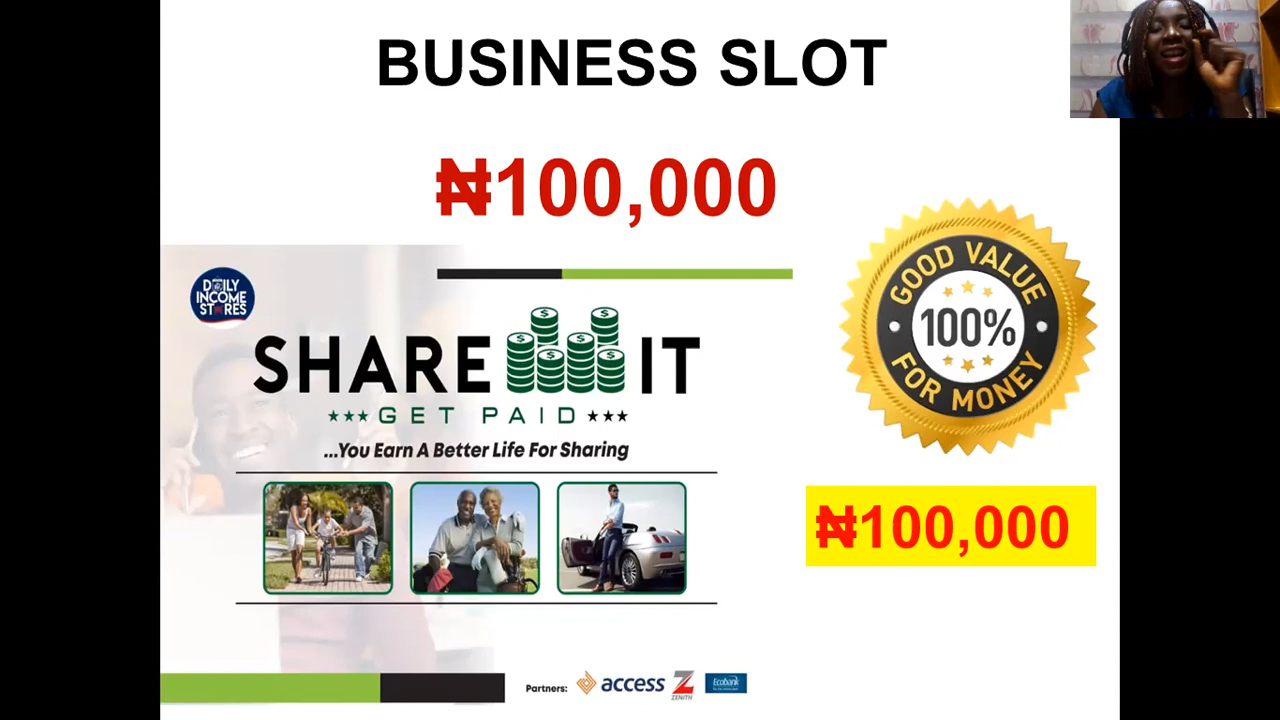 BUSINESS SLOT
₦100,000
DAILY
INCOME
STORES
SHARE IT
GET PAID
...You Earn A Better Life For Sharing
GOOD VALUE
100%
FOR MONEY
₦100,000
Partners:
access
ZENITH
Ecobank